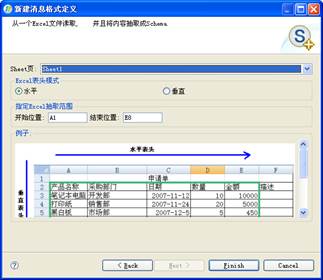 新建消息格式定义
从一个Excel文件读取， 并且将内容抽取成Schema.
S
Sheet页: Sheet1
Excel表头模式
水平 垂直
指定Excel抽取范围
开始位置: A1 结束位置: E8
例子:
水平表头
垂直表
A B C D E F
1 申请单
2 产品名称 采购部门 日期 数量 金额 描述
3 笔记本电脑 开发部 2007-11-12 10 10000
4 打印纸 销售部 2007-11-24 20 5000
5 黑白板 市场部 2007-12-5 5 450
? < Back Next > Finish Cancel